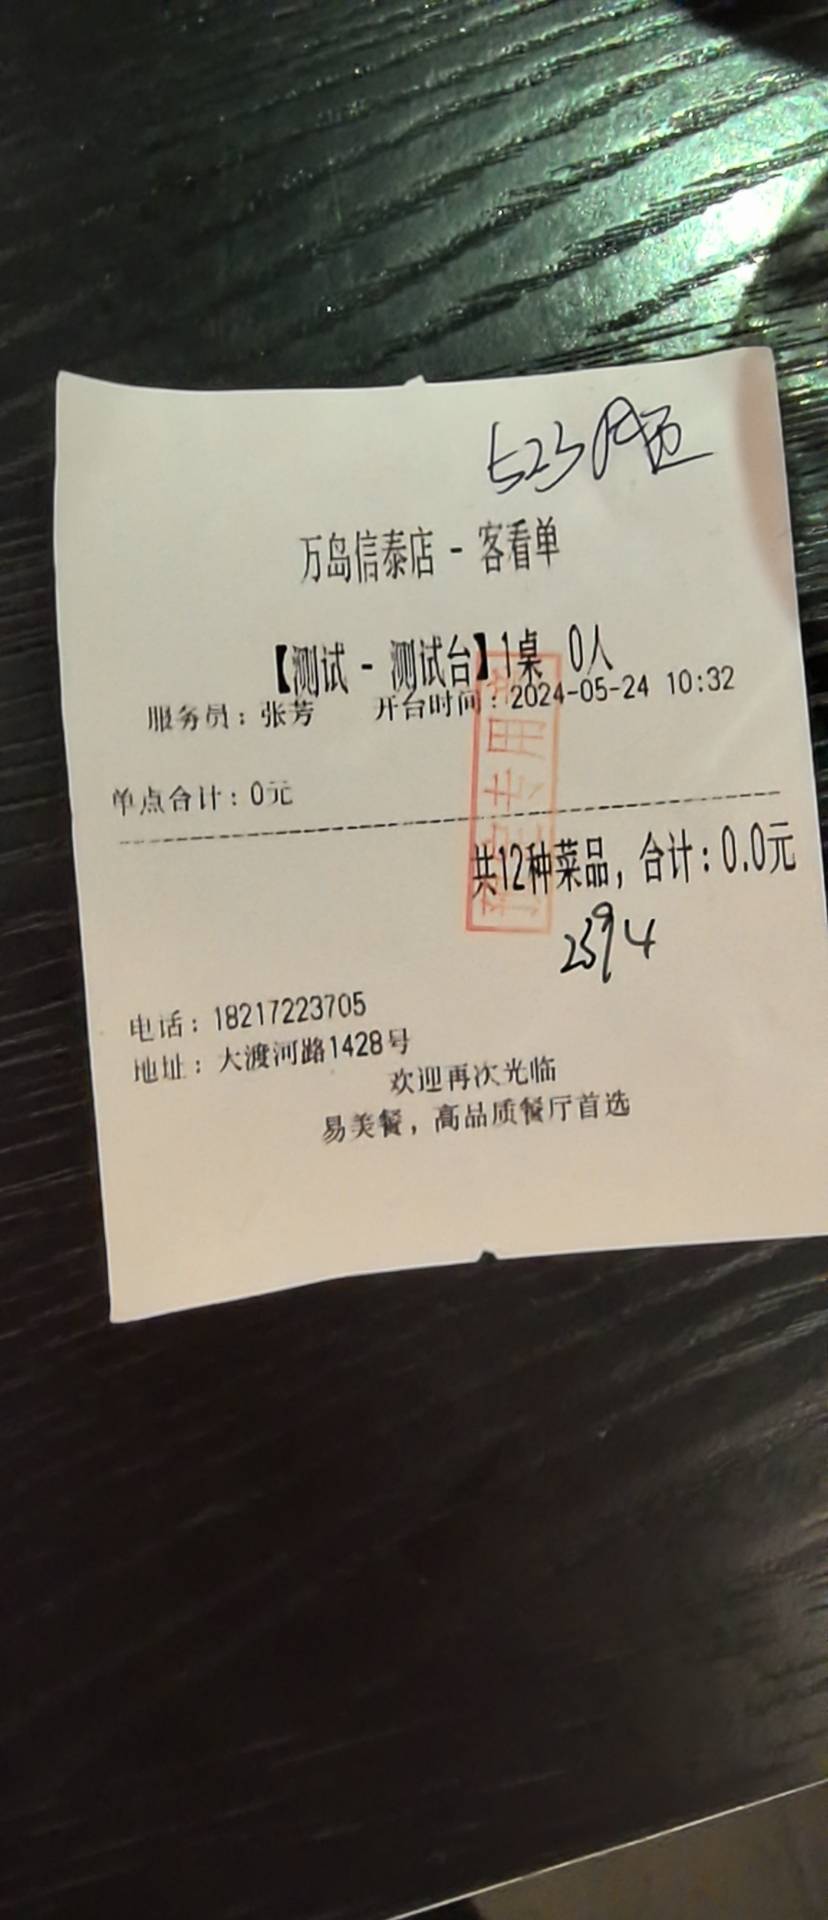 523
万岛信泰店 - 客看单
【测试 - 测试台】1桌 0人
服务员：张芳 开台时间：2024-05-24 10:32
单点合计：0元
共12种菜品，合计：0.0元
2394
电话：18217223705
地址：大渡河路1428号
欢迎再次光临
易美餐，高品质餐厅首选